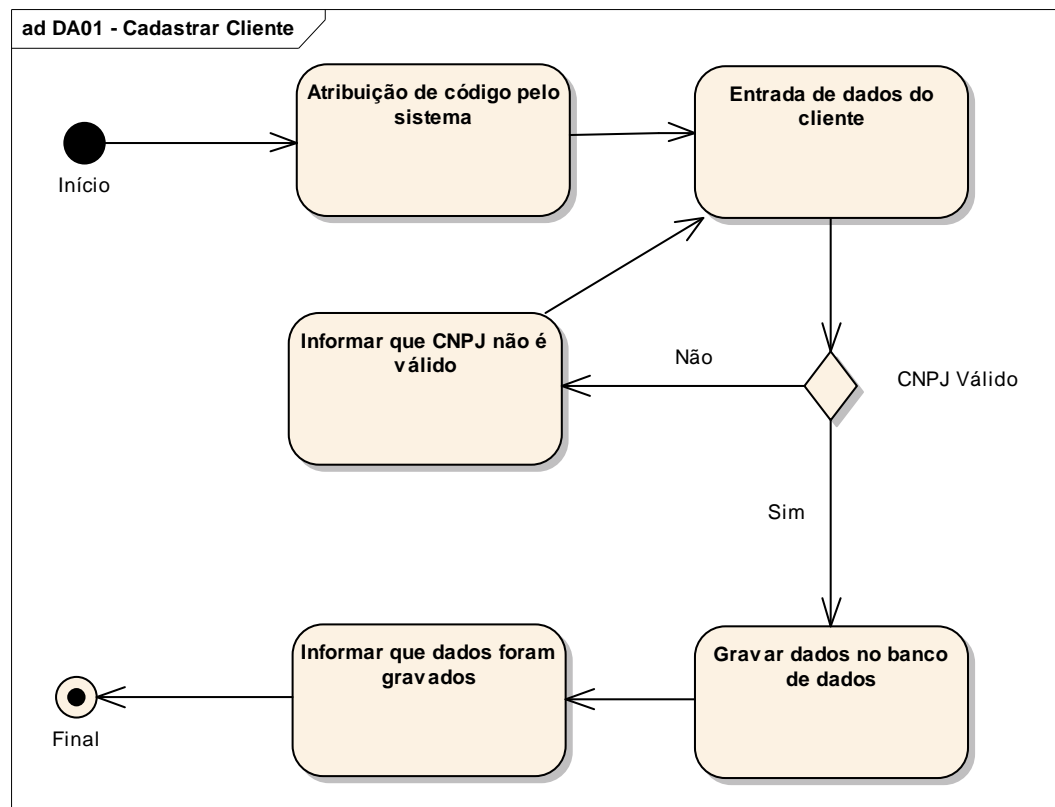 ad DA01 - Cadastrar Cliente
Atribuição de código pelo
sistema
Entrada de dados do
cliente
Início
Informar que CNPJ não é
válido
Não
CNPJ Válido
Sim
Informar que dados foram
gravados
Gravar dados no banco
de dados
Final